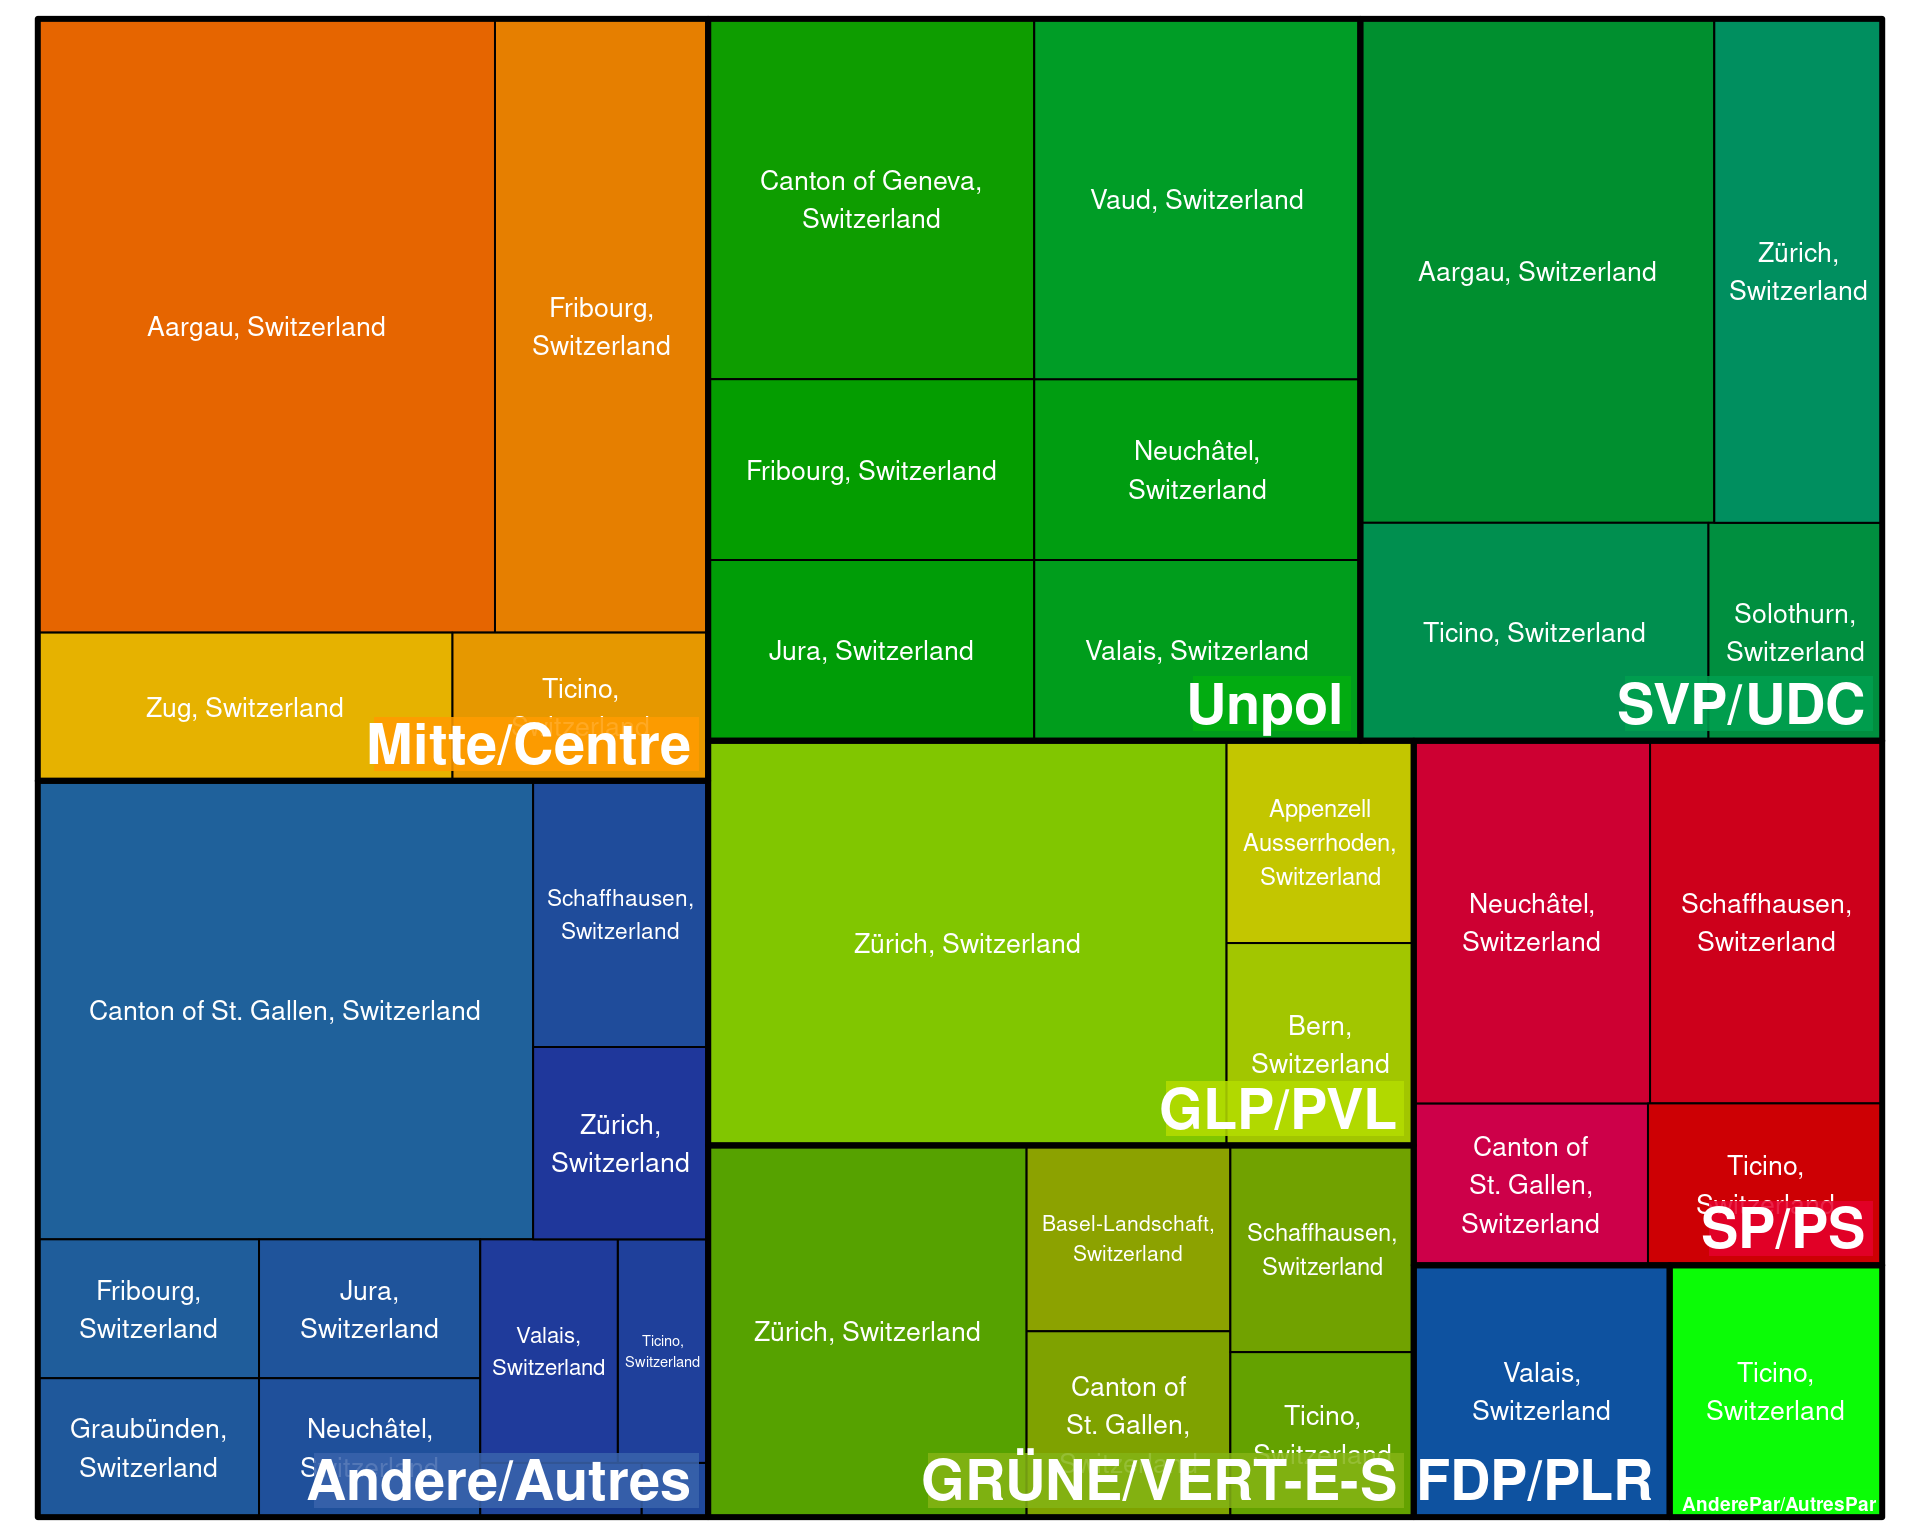 Aargau, Switzerland
Fribourg,
Switzerland
Zug, Switzerland
Ticino,
Switzerland
Mitte/Centre
Canton of Geneva,
Switzerland
Vaud, Switzerland
Fribourg, Switzerland
Neuchâtel,
Switzerland
Jura, Switzerland
Valais, Switzerland
Unpol
Aargau, Switzerland
Zürich,
Switzerland
Ticino, Switzerland
Solothurn,
Switzerland
SVP/UDC
Canton of St. Gallen, Switzerland
Schaffhausen,
Switzerland
Zürich,
Switzerland
Fribourg,
Switzerland
Jura,
Switzerland
Valais,
Switzerland
Ticino,
Switzerland
Graubünden,
Switzerland
Neuchâtel,
Switzerland
Andere/Autres
Zürich, Switzerland
Appenzell
Ausserrhoden,
Switzerland
Bern,
Switzerland
GLP/PVL
Zürich, Switzerland
Basel-Landschaft,
Switzerland
Schaffhausen,
Switzerland
Canton of
St. Gallen,
Switzerland
Ticino,
Switzerland
GRÜNE/VERT-E-S
Neuchâtel,
Switzerland
Schaffhausen,
Switzerland
Canton of
St. Gallen,
Switzerland
Ticino,
Switzerland
SP/PS
Valais,
Switzerland
FDP/PLR
Ticino,
Switzerland
AnderePar/AutresPar